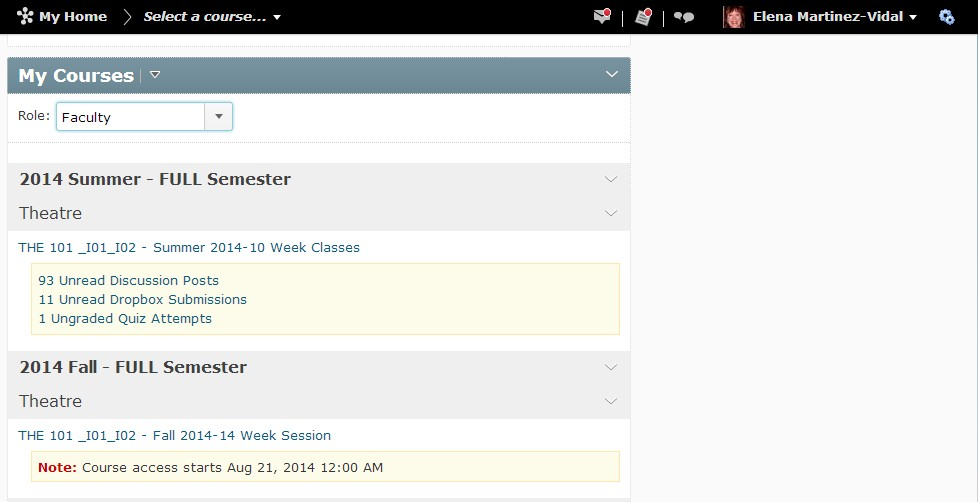 My Home Select a course... Elena Martinez-Vidal
My Courses
Role: Faculty
2014 Summer - FULL Semester
Theatre
THE 101 _I01_I02 - Summer 2014-10 Week Classes
93 Unread Discussion Posts
11 Unread Dropbox Submissions
1 Ungraded Quiz Attempts
2014 Fall - FULL Semester
Theatre
THE 101 _I01_I02 - Fall 2014-14 Week Session
Note: Course access starts Aug 21, 2014 12:00 AM